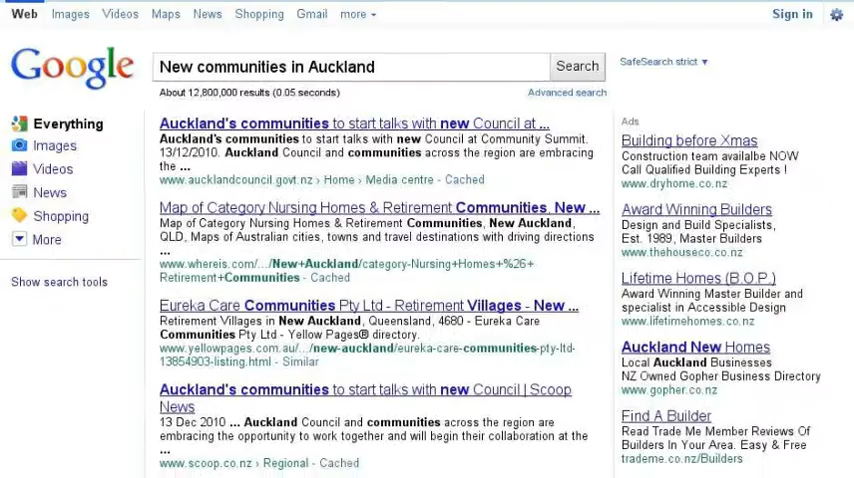 Web Images Videos Maps News Shopping Gmail more
Sign in
Google
New communities in Auckland
Search
SafeSearch strict
About 12,800,000 results (0.05 seconds)
Advanced search
Everything
Images
Videos
News
Shopping
More
Show search tools
Auckland's communities to start talks with new Council at ...
Auckland's communities to start talks with new Council at Community Summit.
13/12/2010. Auckland Council and communities across the region are embracing
the ...
www.aucklandcouncil.govt.nz › Home › Media centre - Cached
Map of Category Nursing Homes & Retirement Communities, New ...
Map of Category Nursing Homes & Retirement Communities, New Auckland,
QLD, Maps of Australian cities, towns and travel destinations with driving directions
...
www.whereis.com/.../New+Auckland/category-Nursing+Homes+%26+
Retirement+Communities - Cached
Eureka Care Communities Pty Ltd - Retirement Villages - New ...
Retirement Villages in New Auckland, Queensland, 4680 - Eureka Care
Communities Pty Ltd - Yellow Pages® directory.
www.yellowpages.com.au/.../new-auckland/eureka-care-communities-pty-ltd-
13854903-listing.html - Similar
Auckland's communities to start talks with new Council | Scoop
News
13 Dec 2010 ... Auckland Council and communities across the region are
embracing the opportunity to work together and will begin their collaboration at the
...
www.scoop.co.nz › Regional - Cached
Ads
Building before Xmas
Construction team availalbe NOW
Call Qualified Building Experts !
www.dryhome.co.nz
Award Winning Builders
Design and Build Specialists,
Est. 1989, Master Builders
www.thehouseco.co.nz
Lifetime Homes (B.O.P.)
Award Winning Master Builder and
specialist in Accessible Design
www.lifetimehomes.co.nz
Auckland New Homes
Local Auckland Businesses
NZ Owned Gopher Business Directory
www.gopher.co.nz
Find A Builder
Read Trade Me Member Reviews Of
Builders In Your Area. Easy & Free
trademe.co.nz/Builders